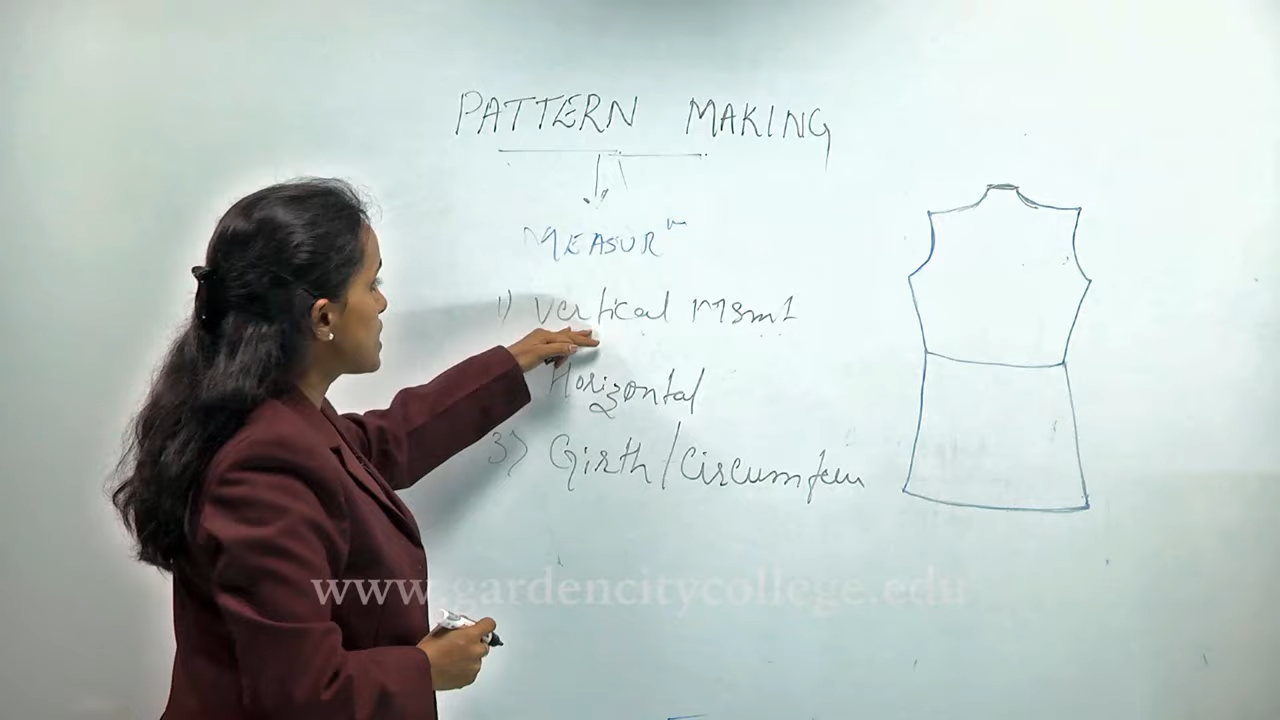 PATTERN MAKING
MEASUR
1) Vertical Msmt
Horizontal
3) Girth/Circumfern
www.gardencitycollege.edu